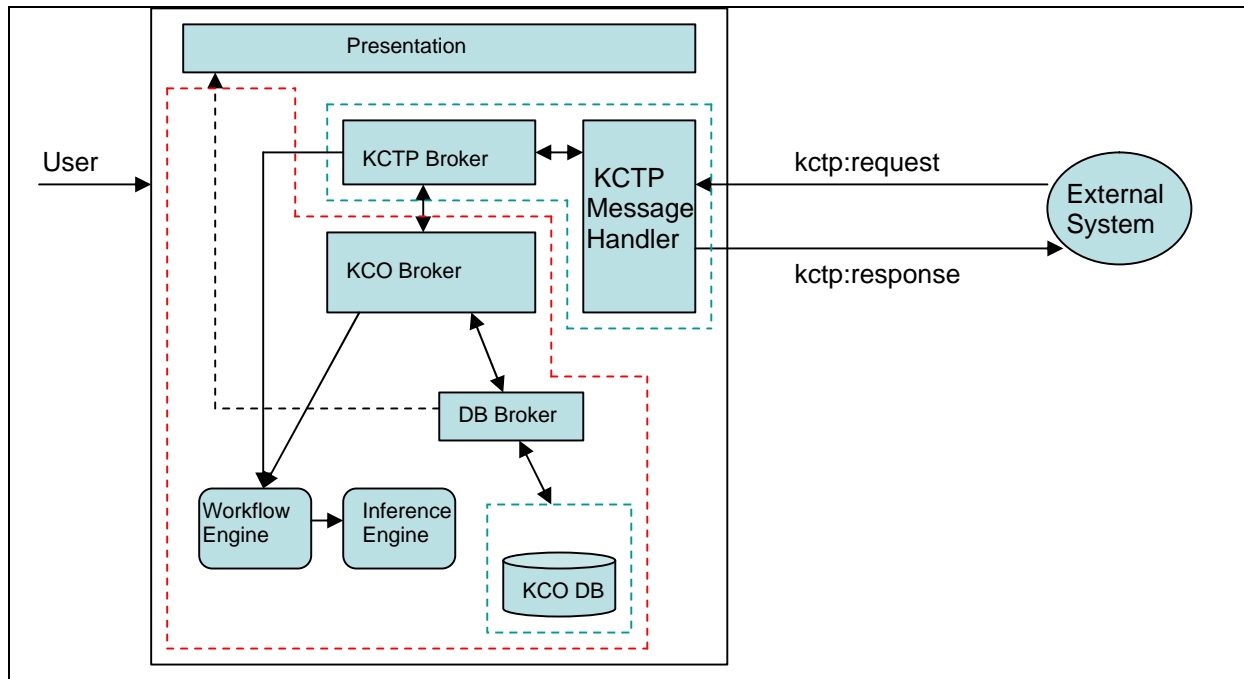 Presentation
User
KCTP Broker
KCTP
Message
Handler
kctp:request
External
System
KCO Broker
kctp:response
DB Broker
Workflow
Engine
Inference
Engine
KCO DB